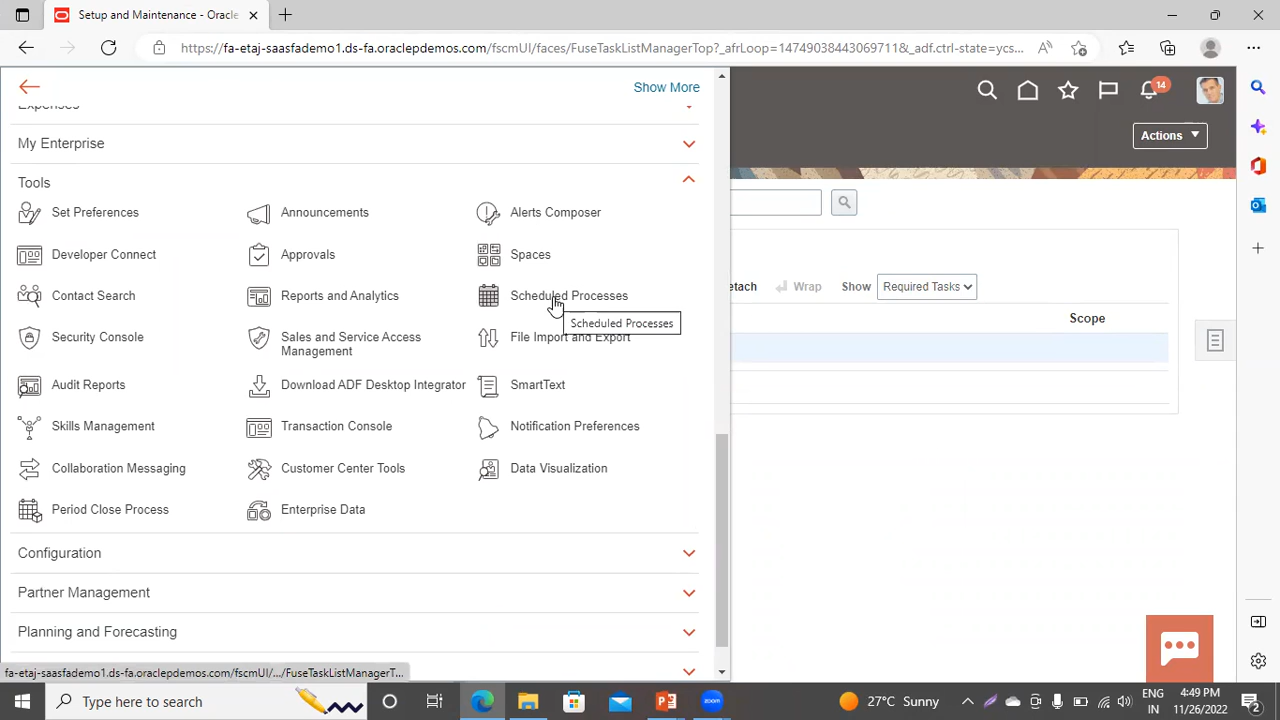 Setup and Maintenance - Oracle
https://fa-etaj-saasfademo1.ds-fa.oraclepdemos.com/fscmUI/faces/FuseTaskListManagerTop?_afrLoop=14749038443069711&_adf.ctrl-state=ycs...
Show More
14
Expenses
Actions
My Enterprise
Tools
Set Preferences
Announcements
Alerts Composer
Developer Connect
Approvals
Spaces
Contact Search
Reports and Analytics
Scheduled Processes
etach
Wrap
Show
Required Tasks
Scheduled Processes
Scope
Security Console
Sales and Service Access
Management
File Import and Export
Audit Reports
Download ADF Desktop Integrator
SmartText
Skills Management
Transaction Console
Notification Preferences
Collaboration Messaging
Customer Center Tools
Data Visualization
Period Close Process
Enterprise Data
Configuration
Partner Management
Planning and Forecasting
fa-etaj-saasfademo1.ds-fa.oraclepdemos.com/fscmUI/.../FuseTaskListManagerT...
Type here to search
27°C Sunny
ENG
IN
4:49 PM
11/26/2022
2
zoom